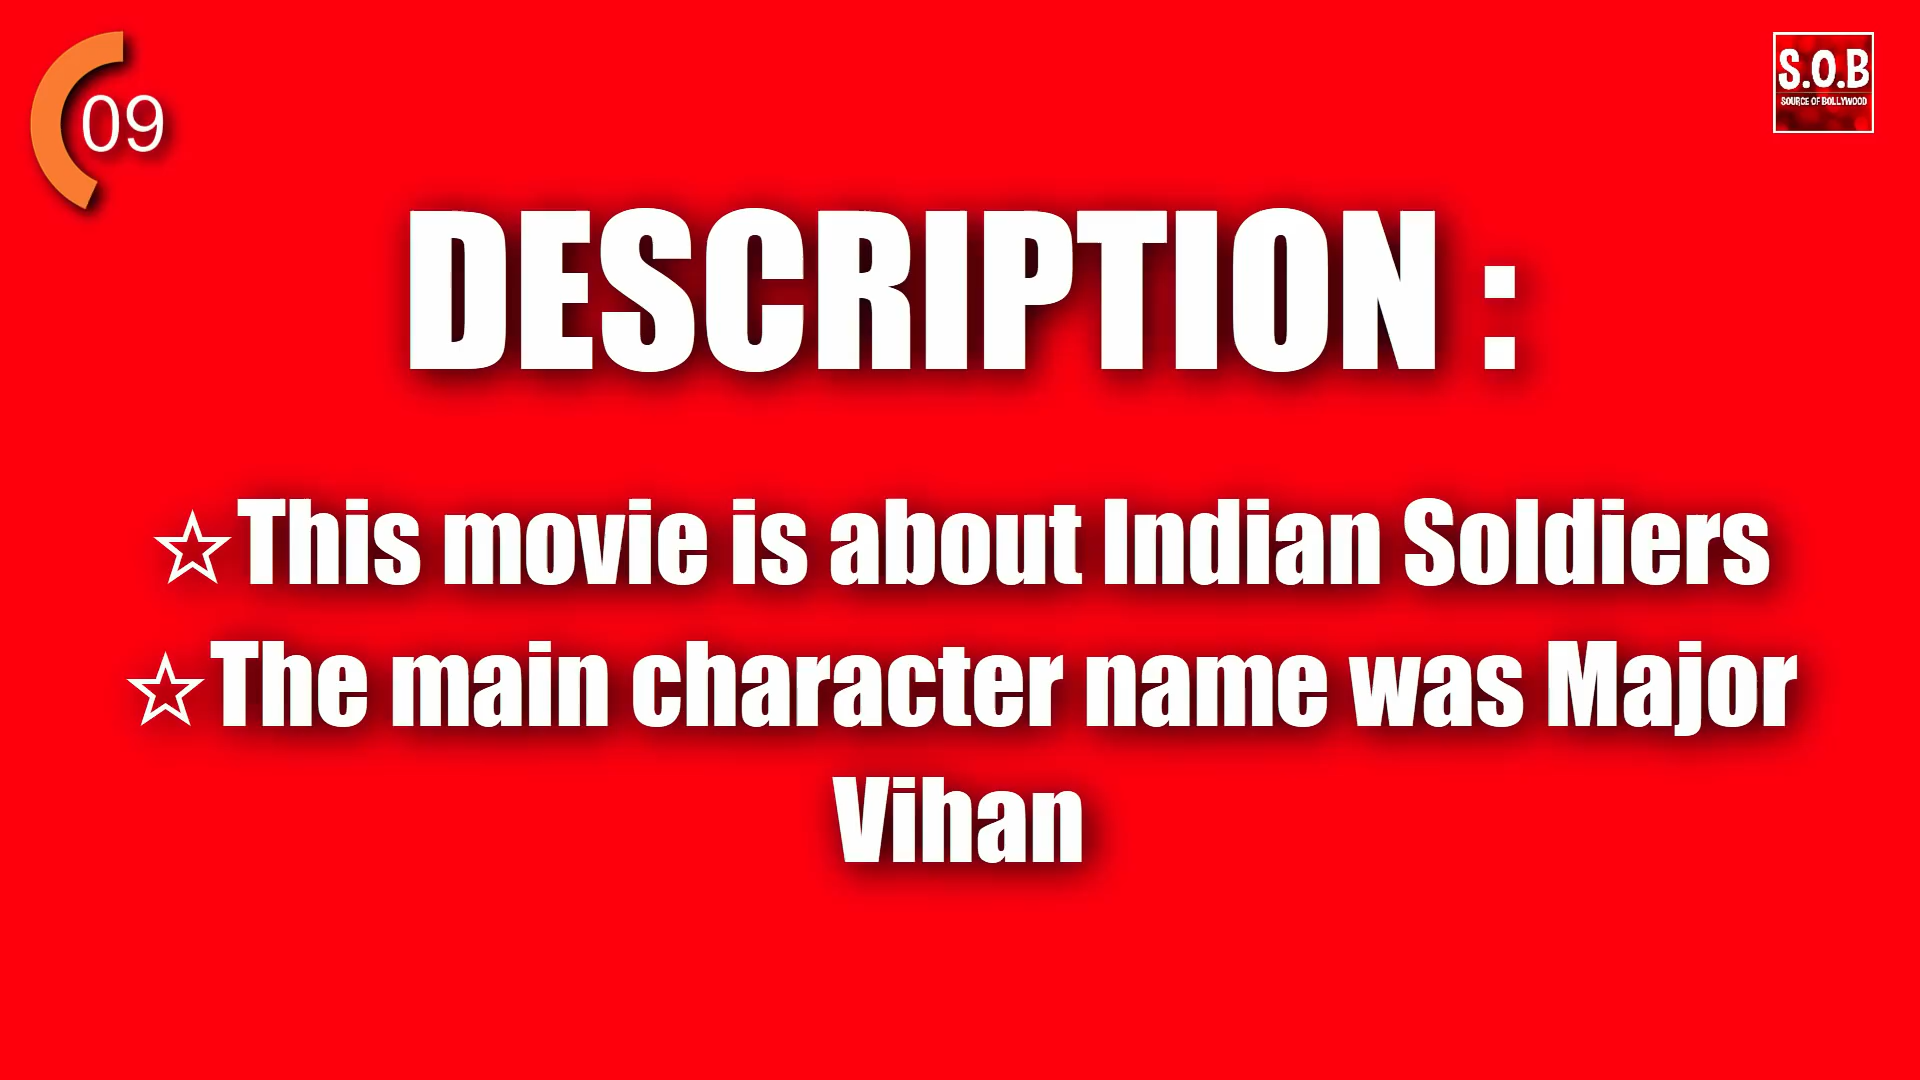 09
S.O.B
SOURCE OF BOLLYWOOD
DESCRIPTION :
☆This movie is about Indian Soldiers
☆The main character name was Major
Vihan